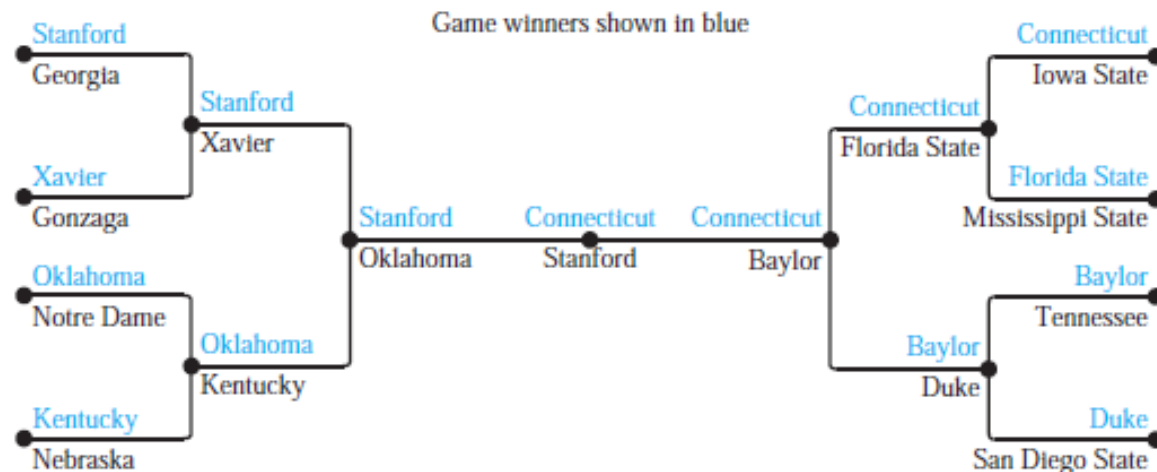 Game winners shown in blue
Stanford
Georgia
Stanford
Xavier
Xavier
Gonzaga
Stanford
Oklahoma
Oklahoma
Notre Dame
Oklahoma
Kentucky
Kentucky
Nebraska
Connecticut
Stanford
Connecticut
Baylor
Connecticut
Florida State
Connecticut
Iowa State
Florida State
Mississippi State
Baylor
Duke
Baylor
Tennessee
Duke
San Diego State